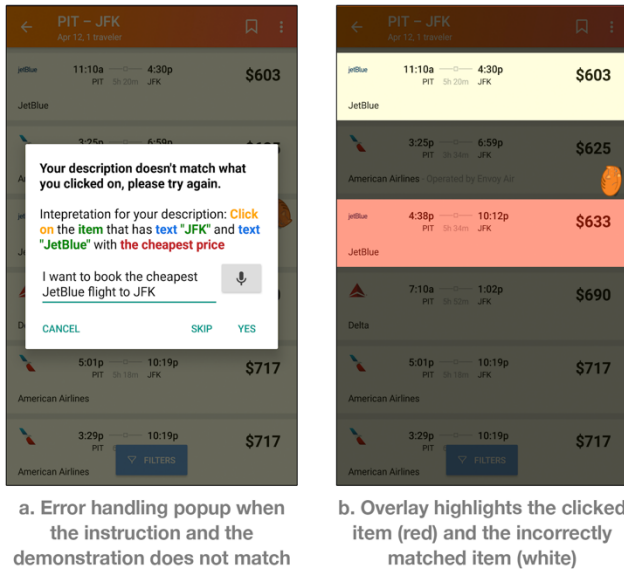 PIT – JFK
Apr 12, 1 traveler
jetBlue
11:10a 4:30p
$603
PIT 5h 20m JFK
JetBlue
3:25p 6:59p
Your description doesn't match what
you clicked on, please try again.
Intepretation for your description: Click
on the item that has text "JFK" and text
"JetBlue" with the cheapest price
I want to book the cheapest
JetBlue flight to JFK
CANCEL SKIP YES
5:01p 10:19p
$717
PIT 5h 18m JFK
American Airlines
3:29p 10:19p
$717
PIT
FILTERS
American Airlines
a. Error handling popup when
the instruction and the
demonstration does not match
PIT – JFK
Apr 12, 1 traveler
jetBlue
11:10a 4:30p
$603
PIT 5h 20m JFK
JetBlue
3:25p 6:59p
$625
PIT 3h 34m JFK
American Airlines - Operated by Envoy Air
jetBlue
4:38p 10:12p
$633
PIT 5h 34m JFK
JetBlue
7:10a 1:02p
$690
PIT 5h 52m JFK
Delta
5:01p 10:19p
$717
PIT 5h 18m JFK
American Airlines
3:29p 10:19p
$717
PIT
FILTERS
American Airlines
b. Overlay highlights the clicked
item (red) and the incorrectly
matched item (white)